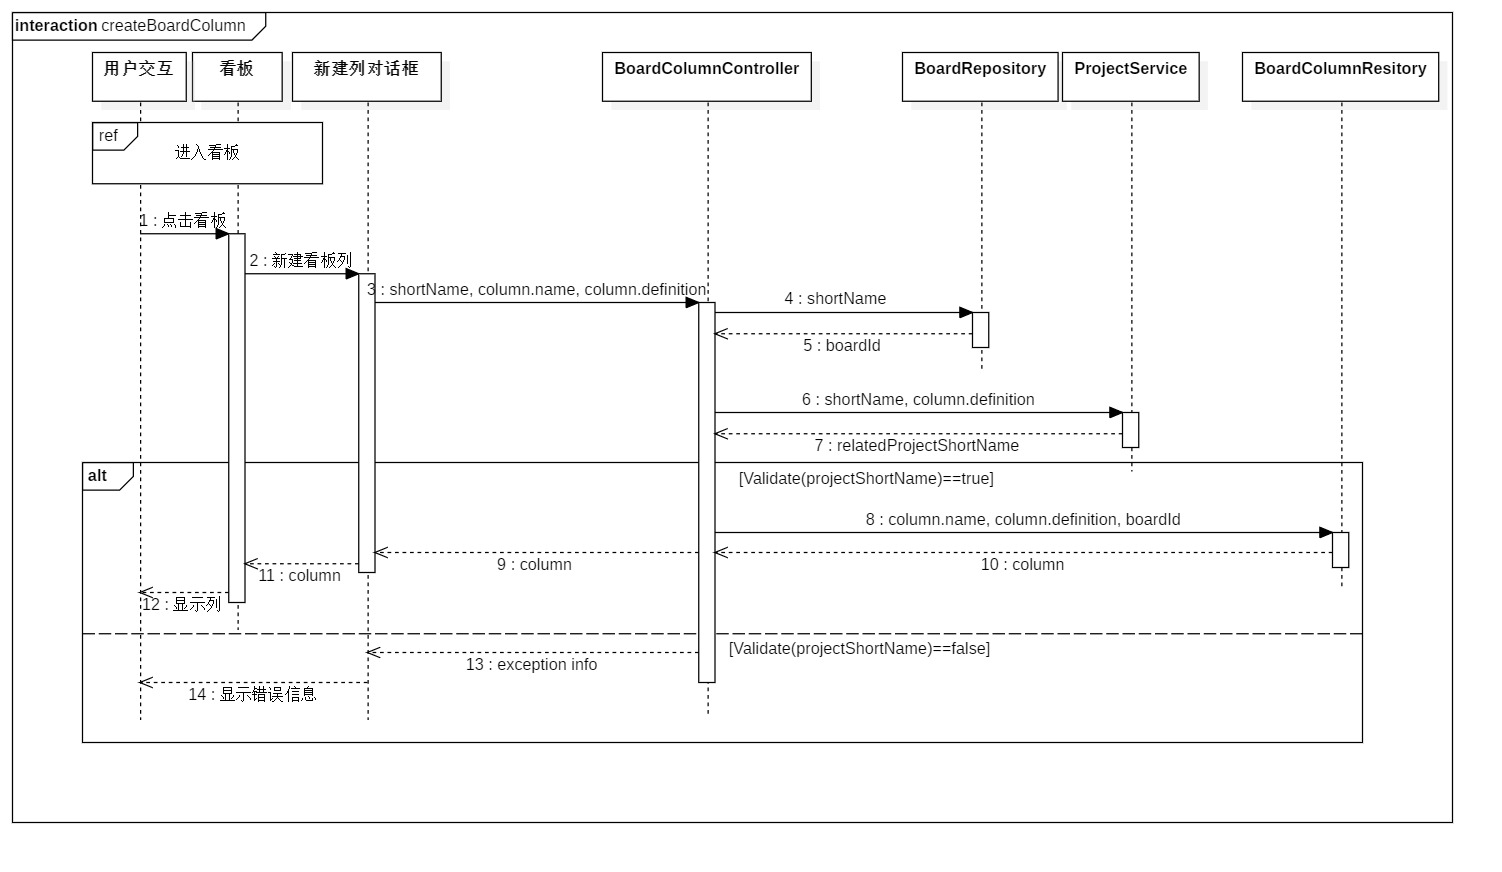 interaction createBoardColumn
用户交互
看板
新建列对话框
BoardColumnController
BoardRepository
ProjectService
BoardColumnResitory
ref
进入看板
1 : 点击看板
2 : 新建看板列
3 : shortName, column.name, column.definition
4 : shortName
5 : boardId
6 : shortName, column.definition
7 : relatedProjectShortName
alt
[Validate(projectShortName)==true]
8 : column.name, column.definition, boardId
9 : column
10 : column
11 : column
12 : 显示列
[Validate(projectShortName)==false]
13 : exception info
14 : 显示错误信息